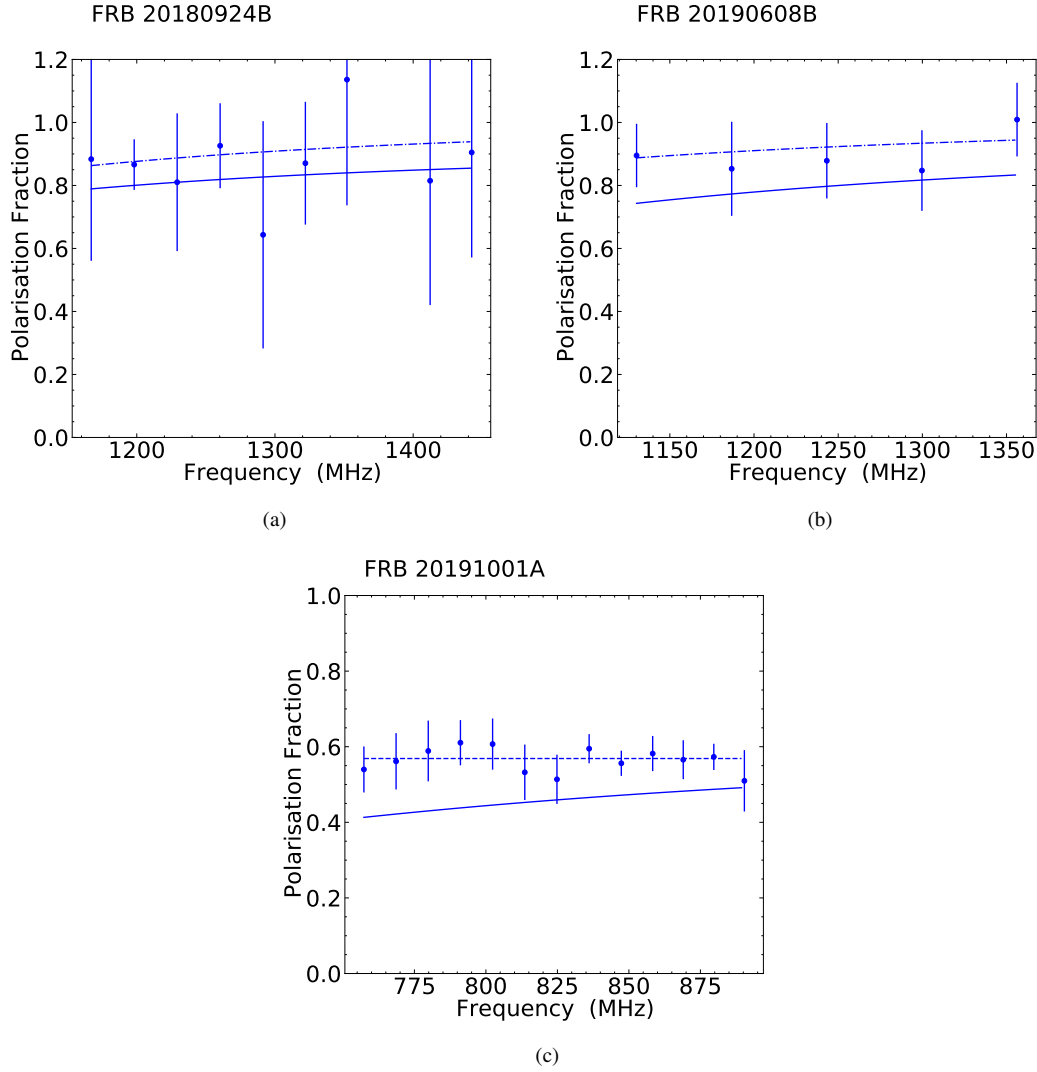 FRB 20180924B
1.2
1.0
0.8
0.6
0.4
0.2
0.0
Polarisation Fraction
1200 1300 1400
Frequency (MHz)
(a)
FRB 20190608B
1.2
1.0
0.8
0.6
0.4
0.2
0.0
Polarisation Fraction
1150 1200 1250 1300 1350
Frequency (MHz)
(b)
FRB 20191001A
1.0
0.8
0.6
0.4
0.2
0.0
Polarisation Fraction
775 800 825 850 875
Frequency (MHz)
(c)